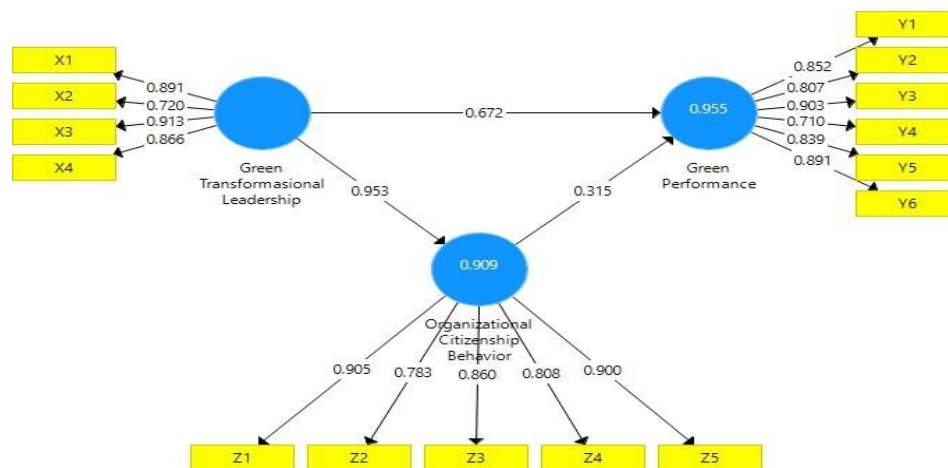 X1
X2
X3
X4
0.891
0.720
0.913
0.866
Green
Transformasional
Leadership
0.672
0.953
0.315
0.955
Green
Performance
0.852
0.807
0.903
0.710
0.839
0.891
Y1
Y2
Y3
Y4
Y5
Y6
0.909
Organizational
Citizenship
Behavior
0.905
0.783
0.860
0.808
0.900
Z1
Z2
Z3
Z4
Z5